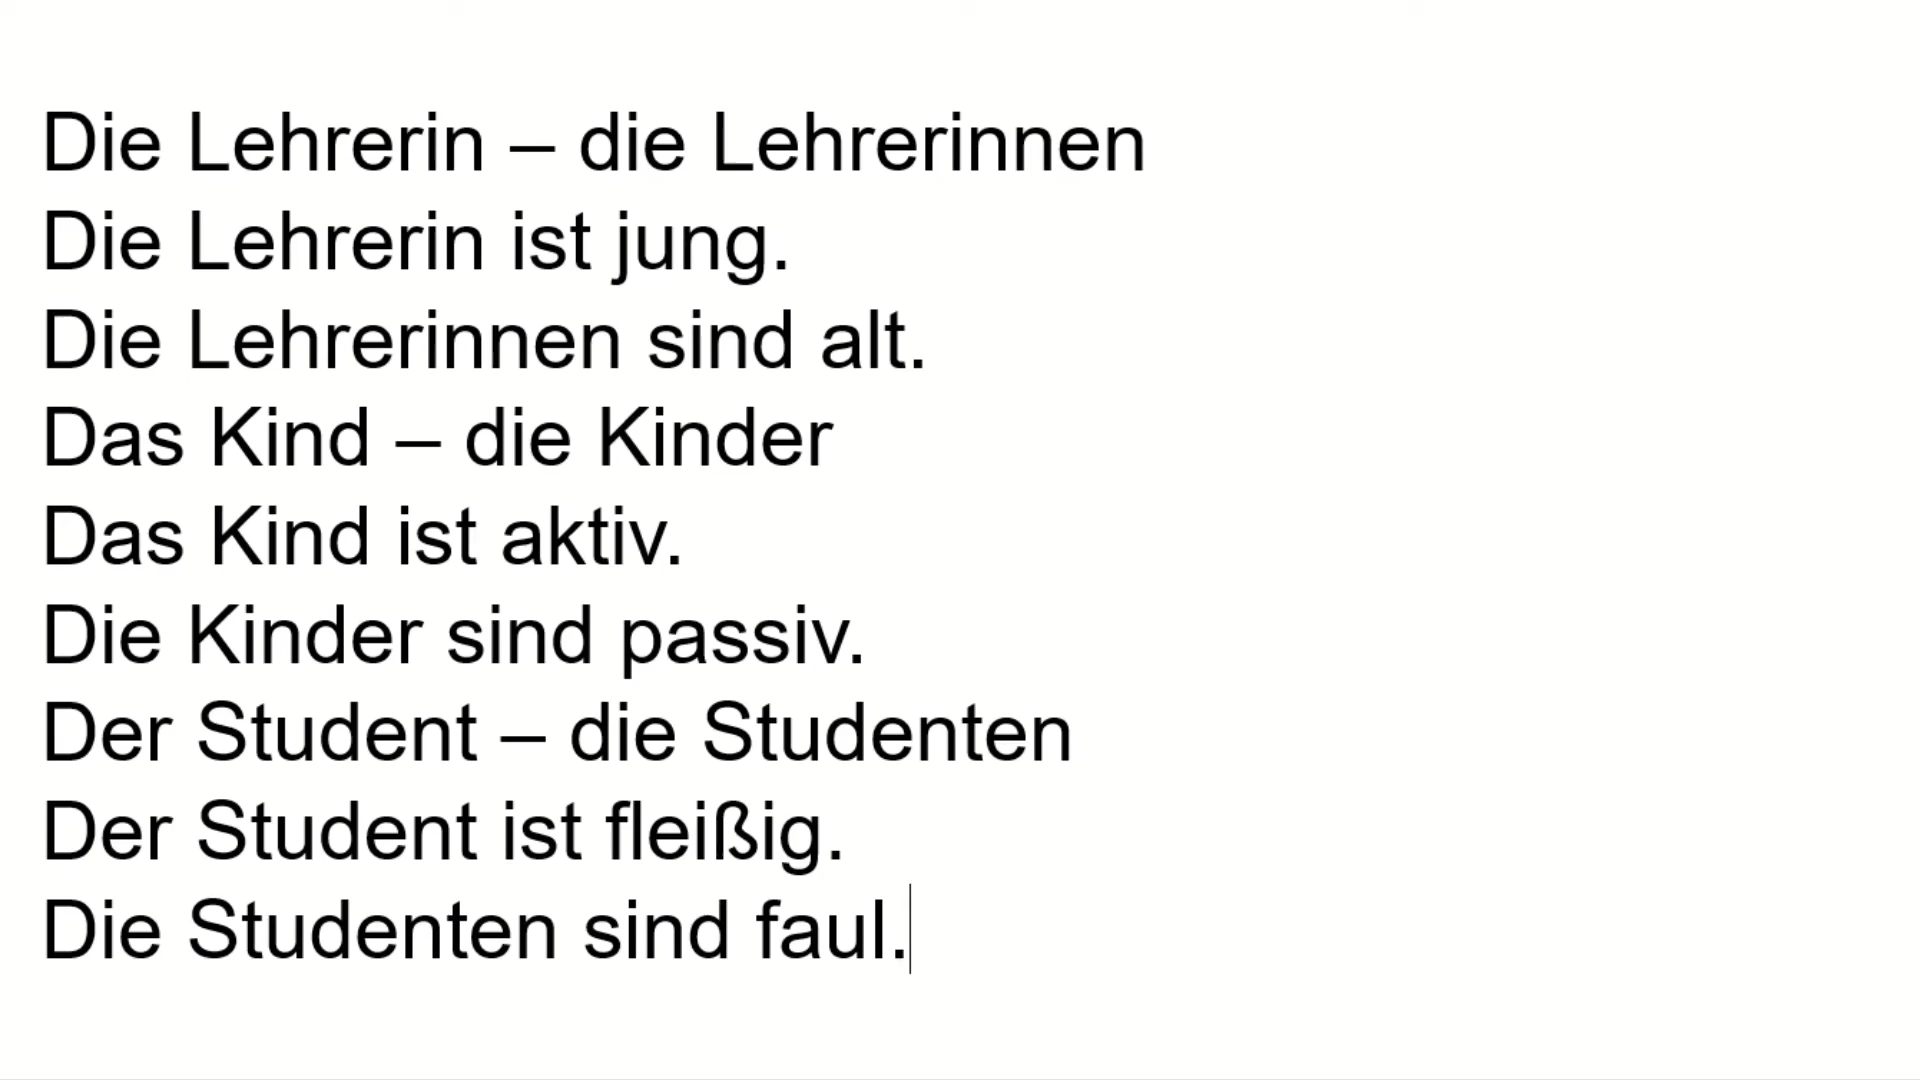 Die Lehrerin – die Lehrerinnen
Die Lehrerin ist jung.
Die Lehrerinnen sind alt.
Das Kind – die Kinder
Das Kind ist aktiv.
Die Kinder sind passiv.
Der Student – die Studenten
Der Student ist fleißig.
Die Studenten sind faul.